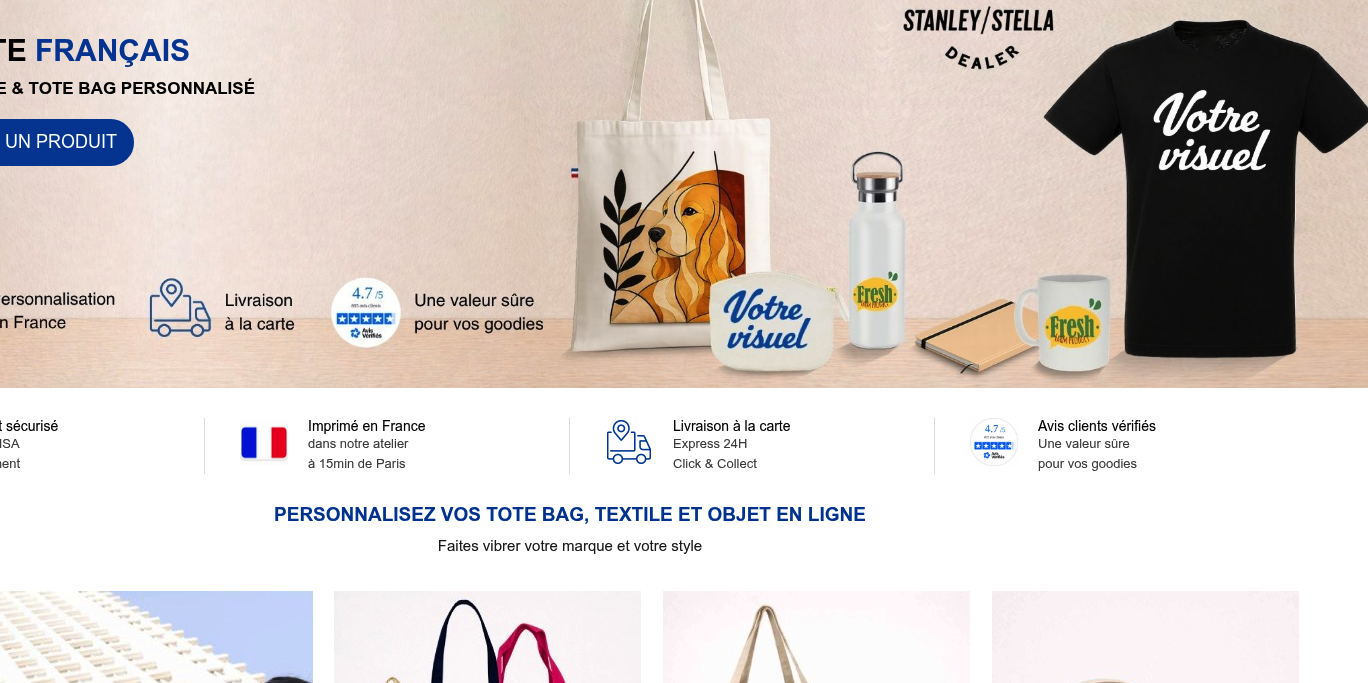 TE FRANÇAIS
E & TOTE BAG PERSONNALISÉ
UN PRODUIT
STANLEY/STELLA
DEALER
Votre
visuel
Votre
visuel
Fresh
Fresh
ersonnalisation
n France
Livraison
à la carte
4.7 /5
Avis
Vérifiés
Une valeur sûre
pour vos goodies
t sécurisé
ISA
ent
Imprimé en France
dans notre atelier
à 15min de Paris
Livraison à la carte
Express 24H
Click & Collect
4.7 /5
Avis
Vérifiés
Avis clients vérifiés
Une valeur sûre
pour vos goodies
PERSONNALISEZ VOS TOTE BAG, TEXTILE ET OBJET EN LIGNE
Faites vibrer votre marque et votre style